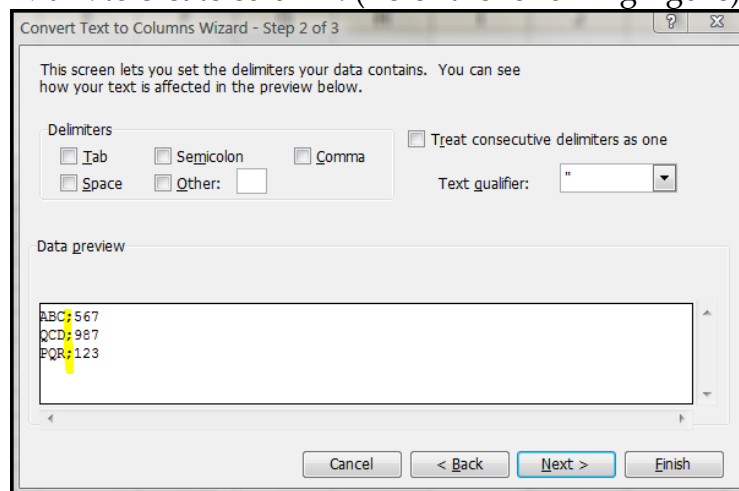 Convert Text to Columns Wizard - Step 2 of 3
This screen lets you set the delimiters your data contains. You can see
how your text is affected in the preview below.
Delimiters
Tab Semicolon Comma
Space Other:
Treat consecutive delimiters as one
Text qualifier: "
Data preview
ABC;567
QCD;987
PQR;123
Cancel < Back Next > Finish